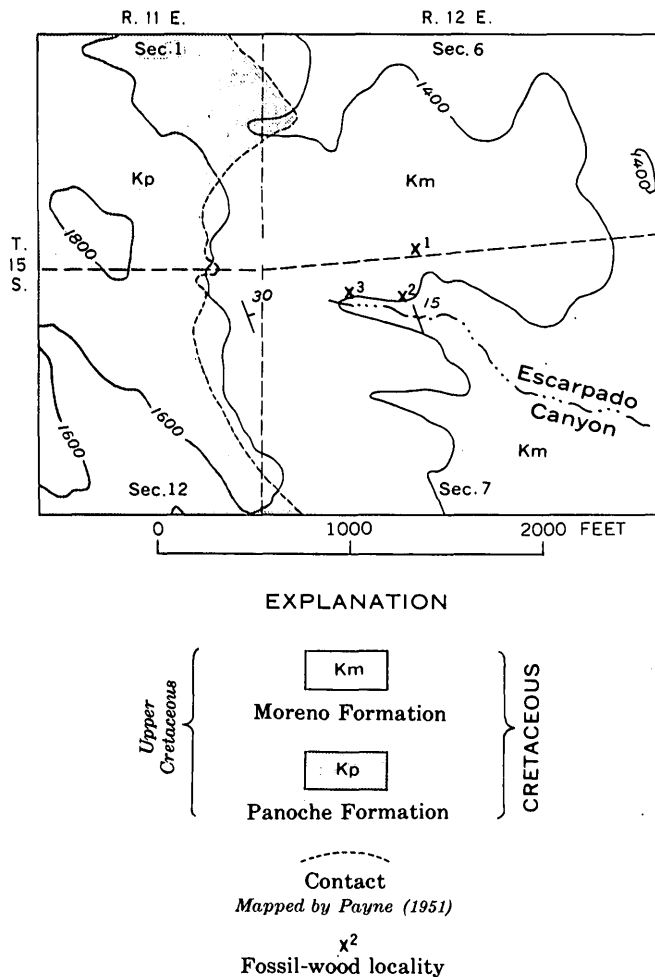 R. 11 E.
R. 12 E.
Sec. 1
Sec. 6
1400
4400
Kp
Km
T.
15
S.
1800
x1
x3
x2
30
15
Escarpado
Canyon
1600
1600
Km
Sec. 12
Sec. 7
0 1000 2000 FEET
EXPLANATION
Upper
Cretaceous
Km
Moreno Formation
Kp
Panoche Formation
CRETACEOUS
Contact
Mapped by Payne (1951)
x2
Fossil-wood locality